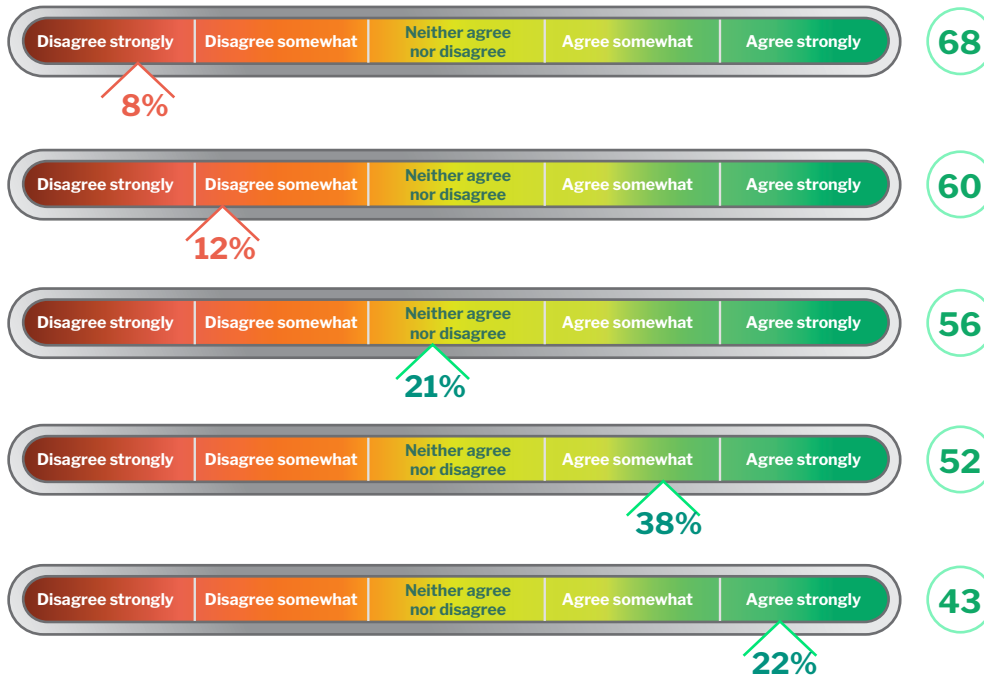 Disagree strongly Disagree somewhat Neither agree nor disagree Agree somewhat Agree strongly 68
8%
Disagree strongly Disagree somewhat Neither agree nor disagree Agree somewhat Agree strongly 60
12%
Disagree strongly Disagree somewhat Neither agree nor disagree Agree somewhat Agree strongly 56
21%
Disagree strongly Disagree somewhat Neither agree nor disagree Agree somewhat Agree strongly 52
38%
Disagree strongly Disagree somewhat Neither agree nor disagree Agree somewhat Agree strongly 43
22%